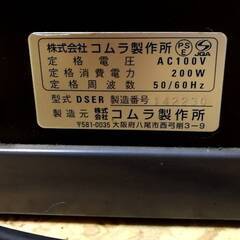 株式会社コムラ製作所
PSE JQA
定格電圧 AC100V
定格消費電力 200W
定格周波数 50/60Hz
型式 DSER 製造番号 142230
製造元 株式会社コムラ製作所
〒581-0035 大阪府八尾市西弓削3-9